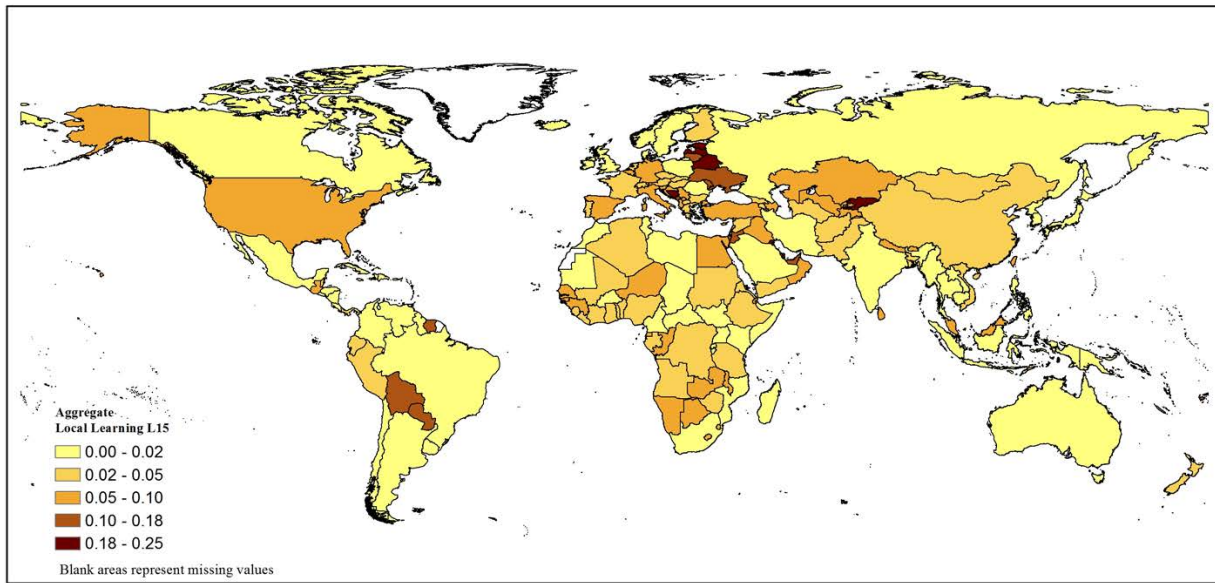 Aggregate
Local Learning L15
0.00 - 0.02
0.02 - 0.05
0.05 - 0.10
0.10 - 0.18
0.18 - 0.25
Blank areas represent missing values